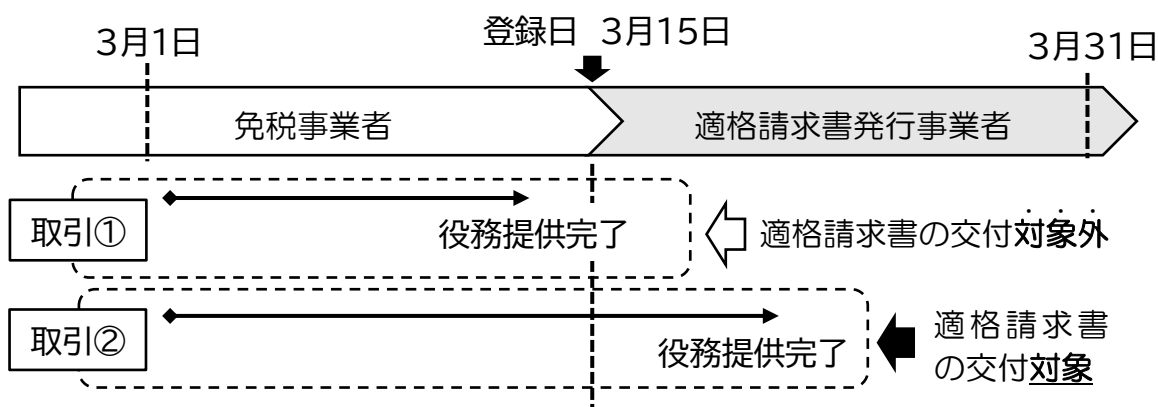 3月1日
登録日 3月15日
3月31日
免税事業者
適格請求書発行事業者
取引①
役務提供完了
適格請求書の交付対象外
取引②
役務提供完了
適格請求書
の交付対象